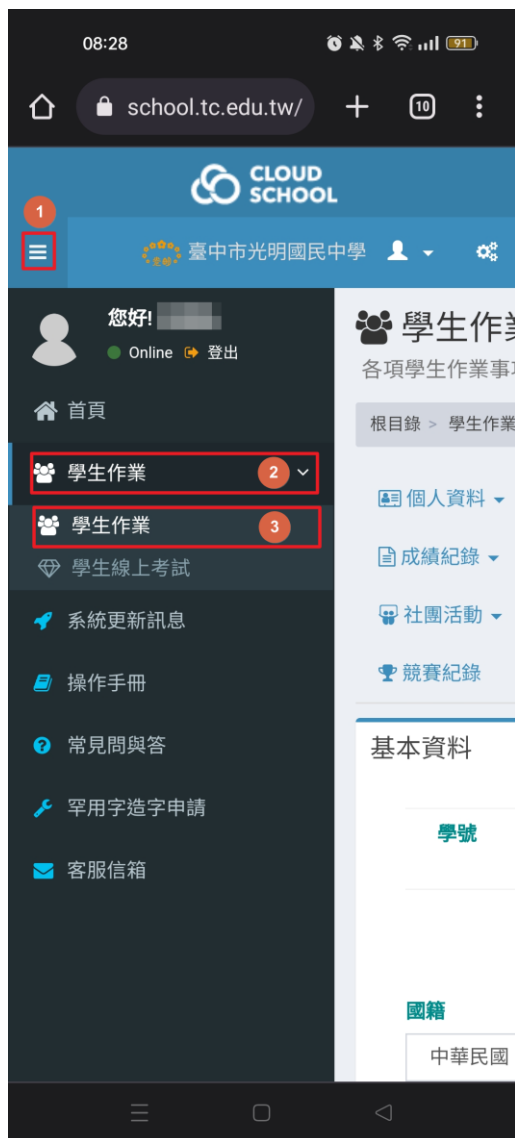 08:28
91
school.tc.edu.tw/
10
CLOUD
SCHOOL
1
臺中市光明國民中學
您好!
Online 登出
首頁
學生作業 2
學生作業 3
學生線上考試
系統更新訊息
操作手冊
常見問與答
罕用字造字申請
客服信箱
學生作業
各項學生作業事項
根目錄 > 學生作業
個人資料
成績紀錄
社團活動
競賽紀錄
基本資料
學號
國籍
中華民國